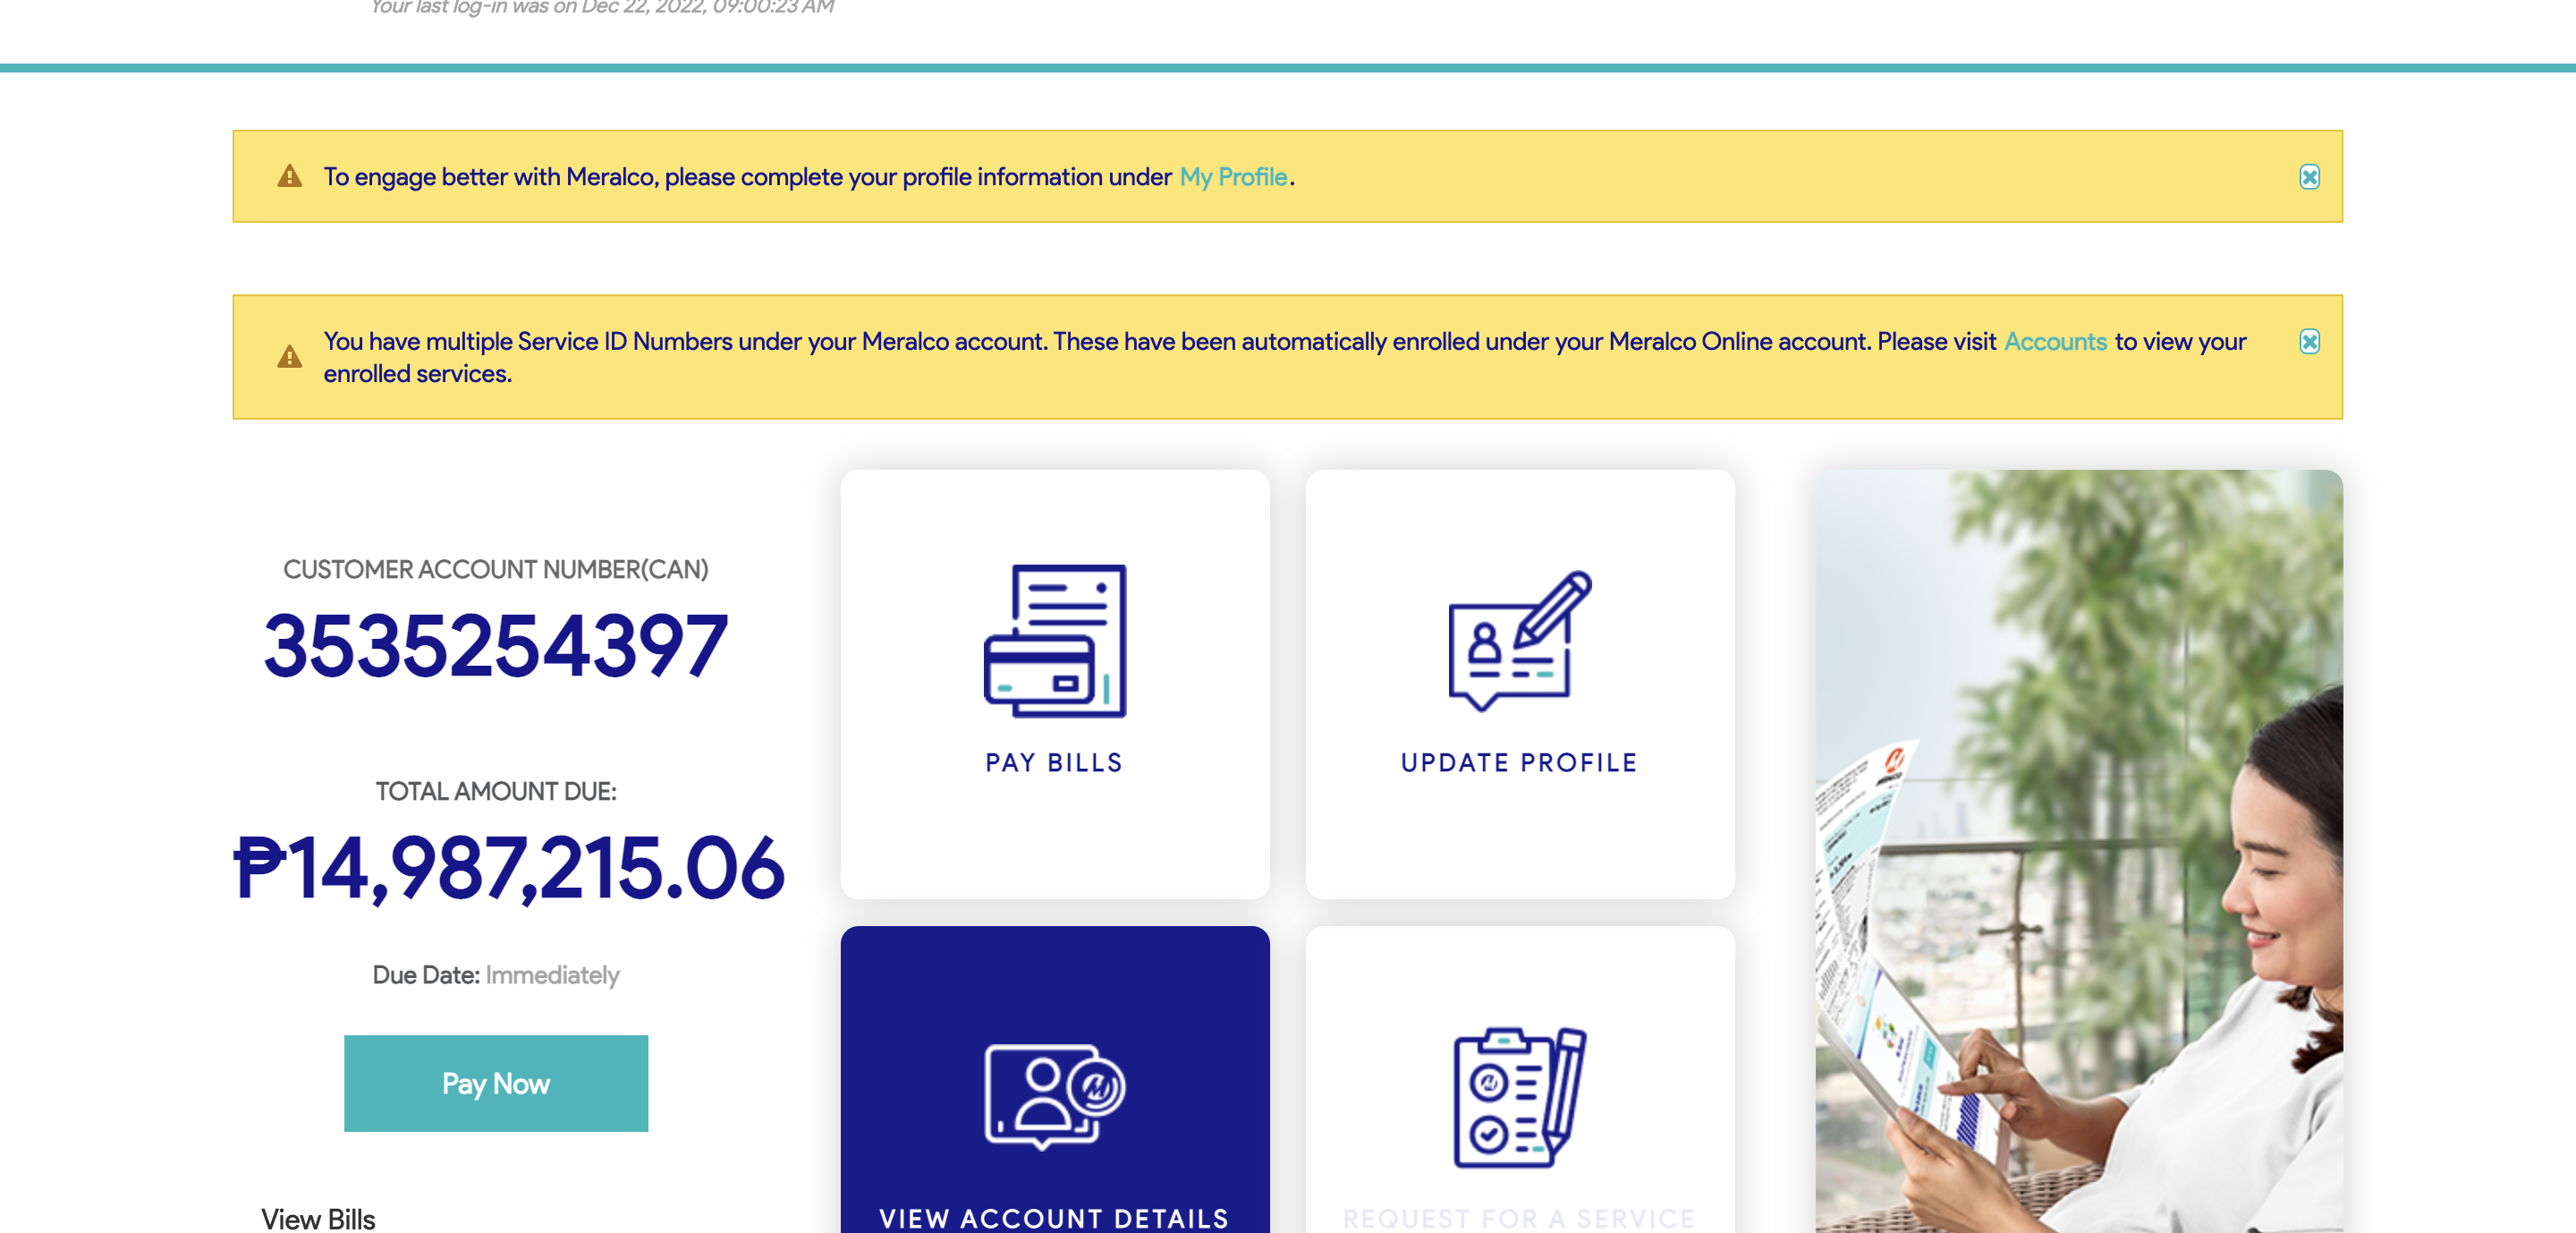 Your last log-in was on Dec 22, 2022, 09:00:23 AM
To engage better with Meralco, please complete your profile information under My Profile.
You have multiple Service ID Numbers under your Meralco account. These have been automatically enrolled under your Meralco Online account. Please visit Accounts to view your
enrolled services.
CUSTOMER ACCOUNT NUMBER(CAN)
3535254397
TOTAL AMOUNT DUE:
₱14,987,215.06
Due Date: Immediately
Pay Now
View Bills
PAY BILLS
UPDATE PROFILE
VIEW ACCOUNT DETAILS
REQUEST FOR A SERVICE